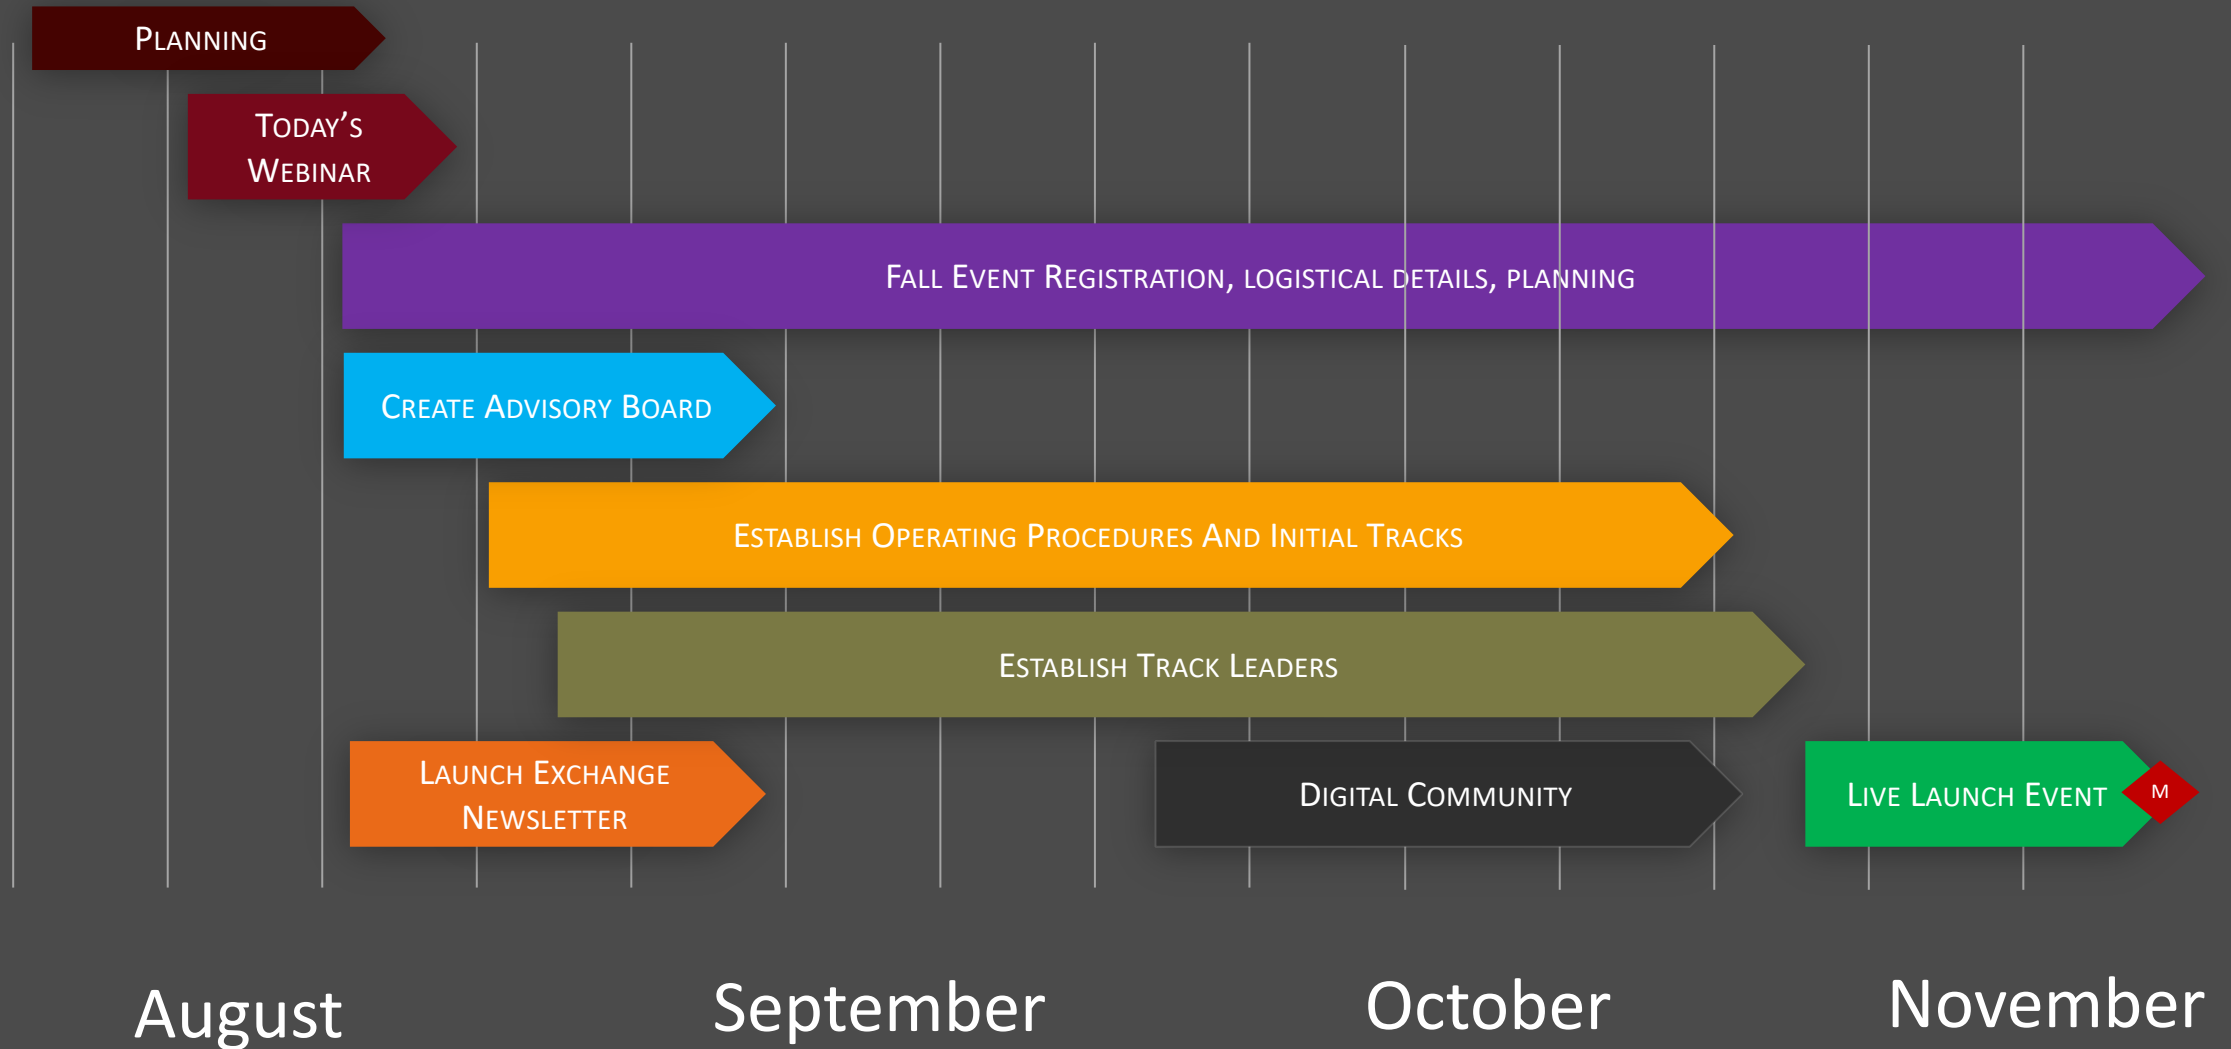 Planning
Today's
Webinar
Fall Event Registration, logistical details, planning
Create Advisory Board
Establish Operating Procedures And Initial Tracks
Establish Track Leaders
Launch Exchange
Newsletter
Digital Community
Live Launch Event
M
August
September
October
November